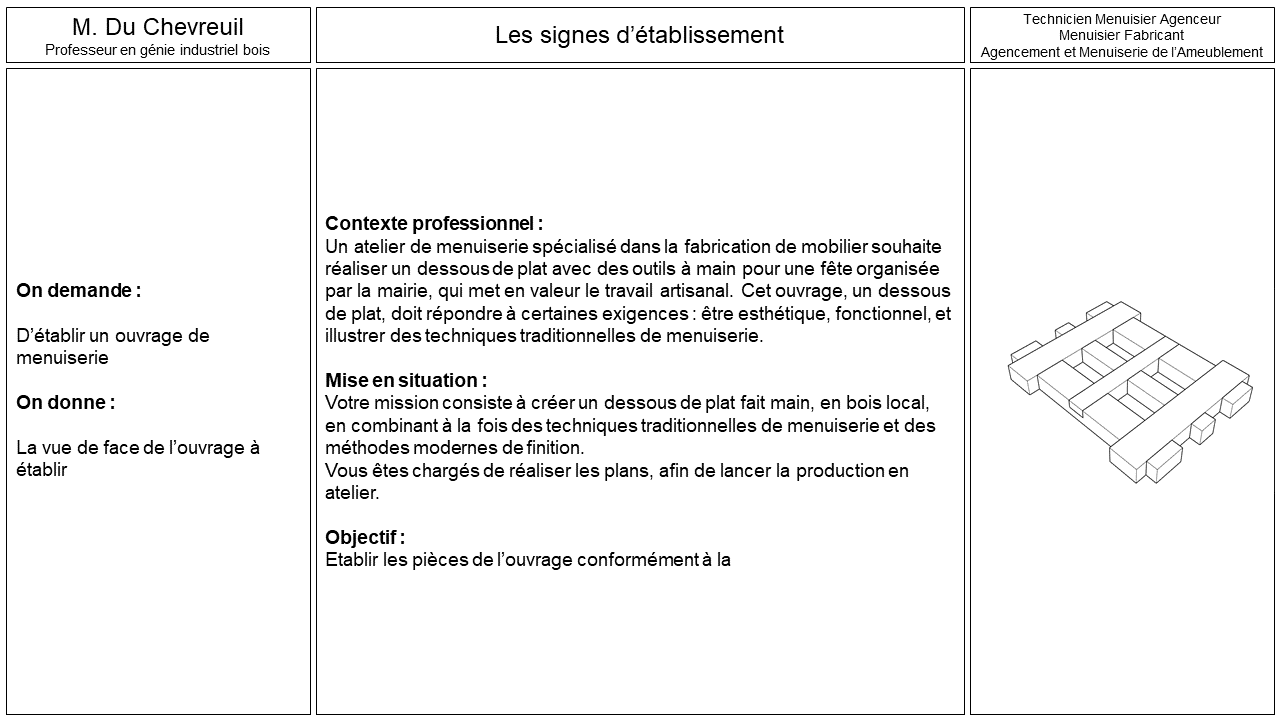 M. Du Chevreuil
Professeur en génie industriel bois
Les signes d’établissement
Technicien Menuisier Agenceur
Menuisier Fabricant
Agencement et Menuiserie de l’Ameublement
On demande :
D’établir un ouvrage de
menuiserie
On donne :
La vue de face de l’ouvrage à
établir
Contexte professionnel :
Un atelier de menuiserie spécialisé dans la fabrication de mobilier souhaite
réaliser un dessous de plat avec des outils à main pour une fête organisée
par la mairie, qui met en valeur le travail artisanal. Cet ouvrage, un dessous
de plat, doit répondre à certaines exigences : être esthétique, fonctionnel, et
illustrer des techniques traditionnelles de menuiserie.
Mise en situation :
Votre mission consiste à créer un dessous de plat fait main, en bois local,
en combinant à la fois des techniques traditionnelles de menuiserie et des
méthodes modernes de finition.
Vous êtes chargés de réaliser les plans, afin de lancer la production en
atelier.
Objectif :
Etablir les pièces de l’ouvrage conformément à la